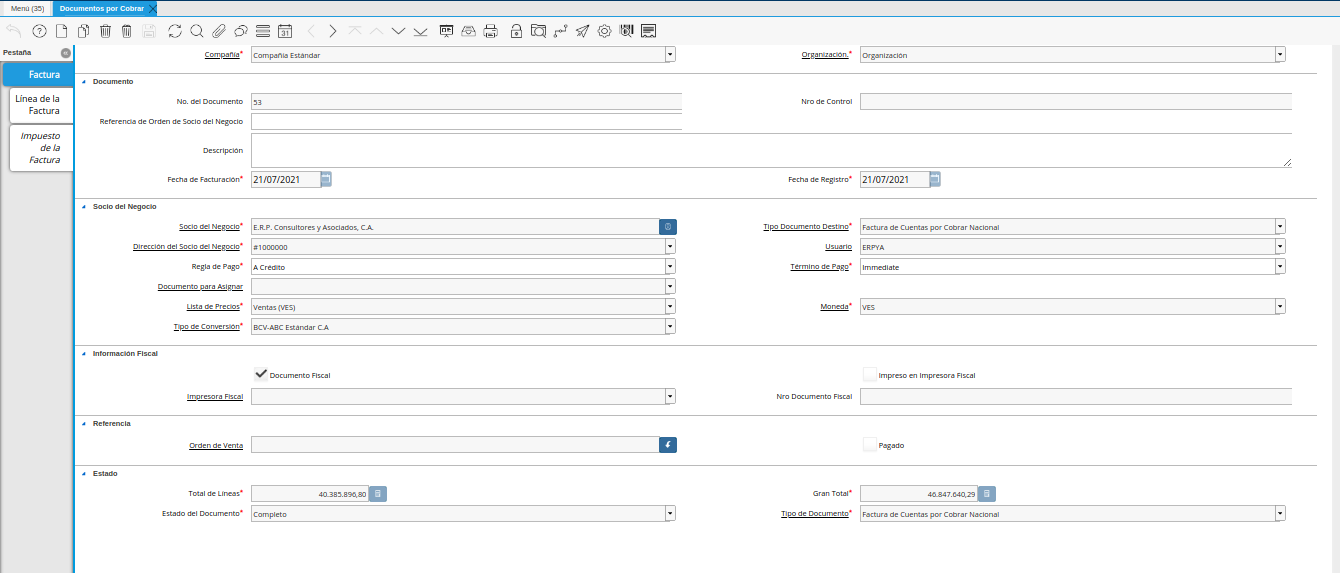 Menú (35) Documentos por Cobrar
31
Pestaña
Factura
Línea de la
Factura
Impuesto
de la
Factura
Compañía* Compañia Estándar Organización.* Organización
Documento
No. del Documento 53 Nro de Control
Referencia de Orden de Socio del Negocio
Descripción
Fecha de Facturación* 21/07/2021 Fecha de Registro* 21/07/2021
Socio del Negocio
Socio del Negocio* E.R.P. Consultores y Asociados, C.A. Tipo Documento Destino* Factura de Cuentas por Cobrar Nacional
Dirección del Socio del Negocio* #1000000 Usuario ERPYA
Regla de Pago* A Crédito Término de Pago* Immediate
Documento para Asignar
Lista de Precios* Ventas (VES) Moneda* VES
Tipo de Conversión* BCV-ABC Estándar C.A
Información Fiscal
Documento Fiscal Impreso en Impresora Fiscal
Impresora Fiscal Nro Documento Fiscal
Referencia
Orden de Venta Pagado
Estado
Total de Líneas* 40.385.896,80 Gran Total* 46.847.640,29
Estado del Documento* Completo Tipo de Documento* Factura de Cuentas por Cobrar Nacional